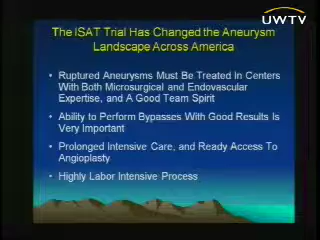 UWTV
The ISAT Trial Has Changed the Aneurysm
Landscape Across America
• Ruptured Aneurysms Must Be Treated In Centers
With Both Microsurgical and Endovascular
Expertise, and A Good Team Spirit
• Ability to Perform Bypasses With Good Results Is
Very Important
• Prolonged Intensive Care, and Ready Access To
Angioplasty
• Highly Labor Intensive Process